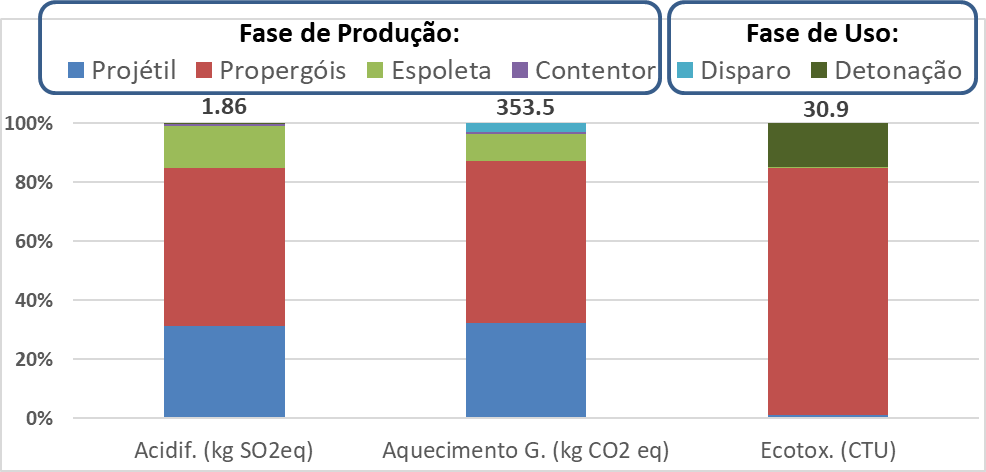 Fase de Produção:
Fase de Uso:
Projétil
Propergóis
Espoleta
Contentor
Disparo
Detonação
1.86
353.5
30.9
100%
80%
60%
40%
20%
0%
Acidif. (kg SO2eq)
Aquecimento G. (kg CO2 eq)
Ecotox. (CTU)